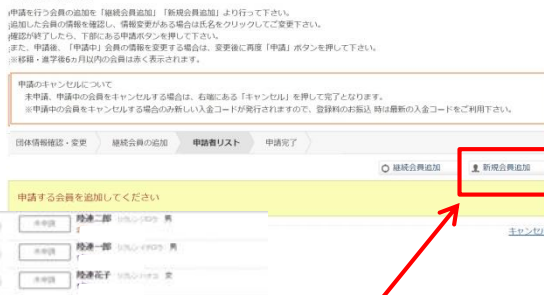 申請を行う会員の追加を「継続会員追加」「新規会員追加」より行って下さい。
追加した会員の情報を確認し、情報変更がある場合は氏名をクリックしてご変更下さい。
確認が終了したら、下部にある申請ボタンを押して下さい。
また、申請後、「申請中」会員の情報を変更する場合は、変更後に再度「申請」ボタンを押して下さい。
※移籍・進学後6カ月以内の会員は赤く表示されます。
申請のキャンセルについて
未申請、申請中の会員をキャンセルする場合は、右端にある「キャンセル」を押して完了となります。
※申請中の会員をキャンセルする場合のみ新しい入金コードが発行されますので、登録料のお振込 時は最新の入金コードをご利用下さい。
団体情報確認・変更 継続会員の追加 申請者リスト 申請完了
継続会員追加 新規会員追加
申請する会員を追加してください
キャンセル
未申請 陸連二郎 男
未申請 陸連一郎 男
未申請 陸連花子 女